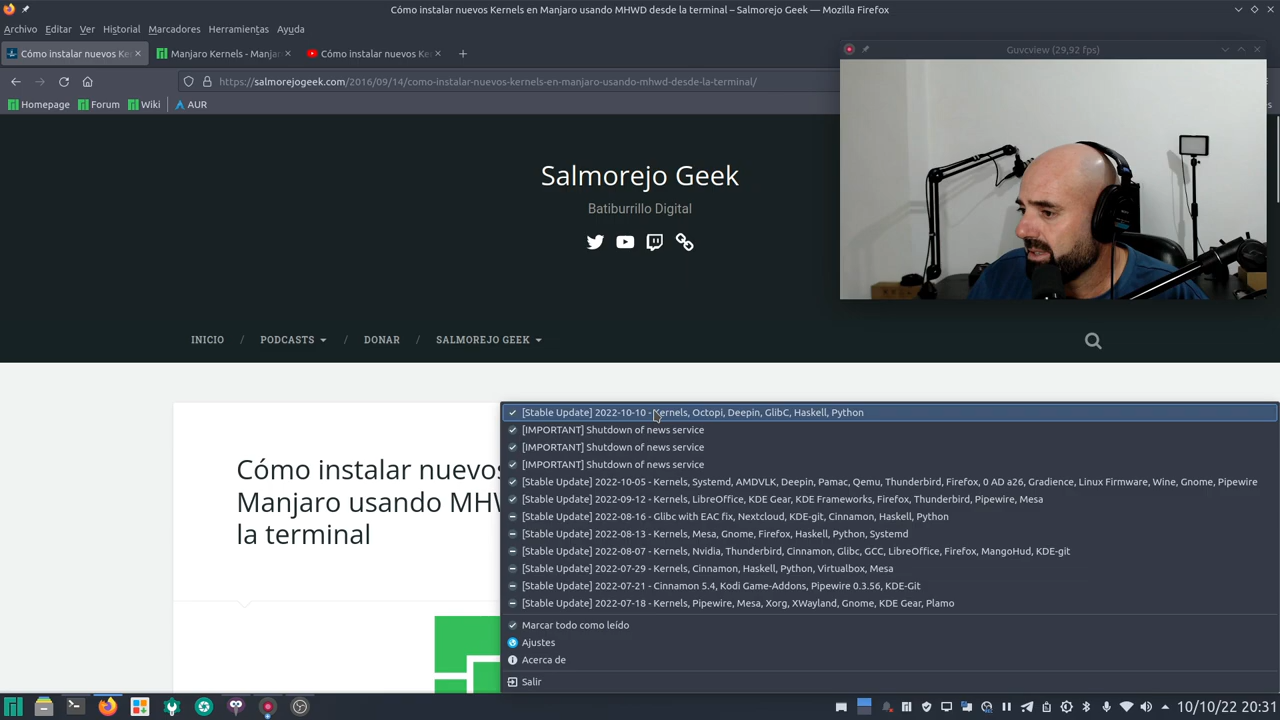 Cómo instalar nuevos Kernels en Manjaro usando MHWD desde la terminal – Salmorejo Geek — Mozilla Firefox
Archivo Editar Ver Historial Marcadores Herramientas Ayuda
Cómo instalar nuevos Ke
Manjaro Kernels - Manja
Cómo instalar nuevos Ke
Guvcview (29,92 fps)
https://salmorejogeek.com/2016/09/14/como-instalar-nuevos-kernels-en-manjaro-usando-mhwd-desde-la-terminal/
Homepage Forum Wiki AUR
Salmorejo Geek
Batiburrillo Digital
INICIO / PODCASTS / DONAR / SALMOREJO GEEK
Cómo instalar nuevos
Manjaro usando MHW
la terminal
[Stable Update] 2022-10-10 - Kernels, Octopi, Deepin, GlibC, Haskell, Python
[IMPORTANT] Shutdown of news service
[IMPORTANT] Shutdown of news service
[IMPORTANT] Shutdown of news service
[Stable Update] 2022-10-05 - Kernels, Systemd, AMDVLK, Deepin, Pamac, Qemu, Thunderbird, Firefox, 0 AD a26, Gradience, Linux Firmware, Wine, Gnome, Pipewire
[Stable Update] 2022-09-12 - Kernels, LibreOffice, KDE Gear, KDE Frameworks, Firefox, Thunderbird, Pipewire, Mesa
[Stable Update] 2022-08-16 - Glibc with EAC fix, Nextcloud, KDE-git, Cinnamon, Haskell, Python
[Stable Update] 2022-08-13 - Kernels, Mesa, Gnome, Firefox, Haskell, Python, Systemd
[Stable Update] 2022-08-07 - Kernels, Nvidia, Thunderbird, Cinnamon, Glibc, GCC, LibreOffice, Firefox, MangoHud, KDE-git
[Stable Update] 2022-07-29 - Kernels, Cinnamon, Haskell, Python, Virtualbox, Mesa
[Stable Update] 2022-07-21 - Cinnamon 5.4, Kodi Game-Addons, Pipewire 0.3.56, KDE-Git
[Stable Update] 2022-07-18 - Kernels, Pipewire, Mesa, Xorg, XWayland, Gnome, KDE Gear, Plamo
Marcar todo como leído
Ajustes
Acerca de
Salir
10/10/22 20:31